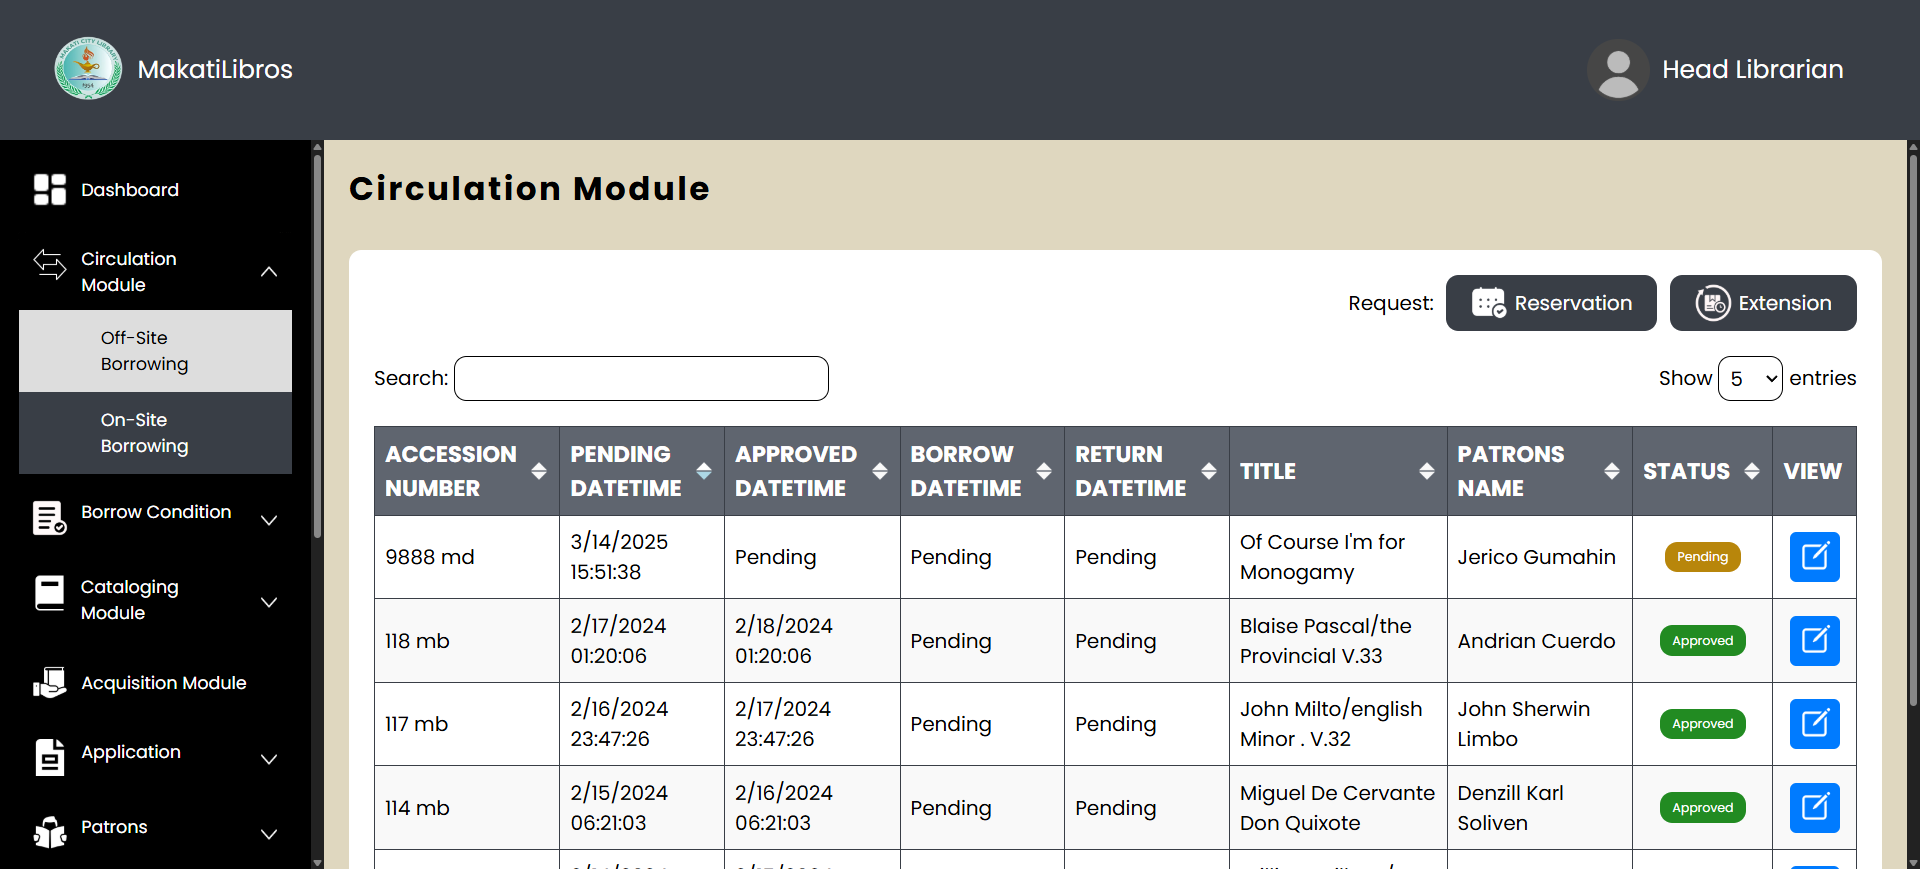 MAKATI CITY LIBRARY
1954
MakatiLibros
Head Librarian
Dashboard
Circulation
Module
Off-Site
Borrowing
On-Site
Borrowing
Borrow Condition
Cataloging
Module
Acquisition Module
Application
Patrons
Circulation Module
Request:
Reservation
Extension
Search:
Show 5 entries
ACCESSION
NUMBER
PENDING
DATETIME
APPROVED
DATETIME
BORROW
DATETIME
RETURN
DATETIME
TITLE
PATRONS
NAME
STATUS
VIEW
9888 md
3/14/2025
15:51:38
Pending
Pending
Pending
Of Course I'm for
Monogamy
Jerico Gumahin
Pending
118 mb
2/17/2024
01:20:06
2/18/2024
01:20:06
Pending
Pending
Blaise Pascal/the
Provincial V.33
Andrian Cuerdo
Approved
117 mb
2/16/2024
23:47:26
2/17/2024
23:47:26
Pending
Pending
John Milto/english
Minor . V.32
John Sherwin
Limbo
Approved
114 mb
2/15/2024
06:21:03
2/16/2024
06:21:03
Pending
Pending
Miguel De Cervante
Don Quixote
Denzill Karl
Soliven
Approved